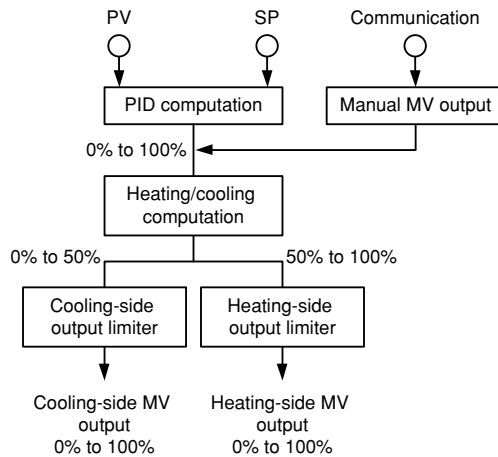 PV
SP
Communication
PID computation
Manual MV output
0% to 100%
Heating/cooling
computation
0% to 50%
50% to 100%
Cooling-side
output limiter
Heating-side
output limiter
Cooling-side MV
output
0% to 100%
Heating-side MV
output
0% to 100%